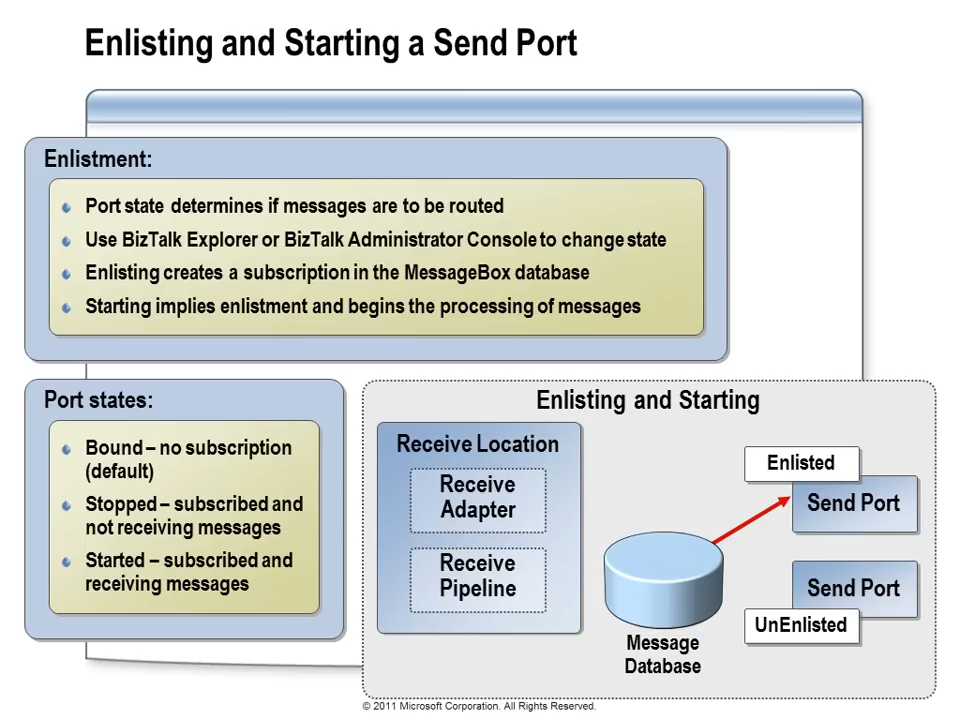 Enlisting and Starting a Send Port
Enlistment:
Port state determines if messages are to be routed
Use BizTalk Explorer or BizTalk Administrator Console to change state
Enlisting creates a subscription in the MessageBox database
Starting implies enlistment and begins the processing of messages
Port states:
Bound – no subscription
(default)
Stopped – subscribed and
not receiving messages
Started – subscribed and
receiving messages
Enlisting and Starting
Receive Location
Receive
Adapter
Receive
Pipeline
Message
Database
Enlisted
Send Port
Send Port
UnEnlisted
© 2011 Microsoft Corporation. All Rights Reserved.